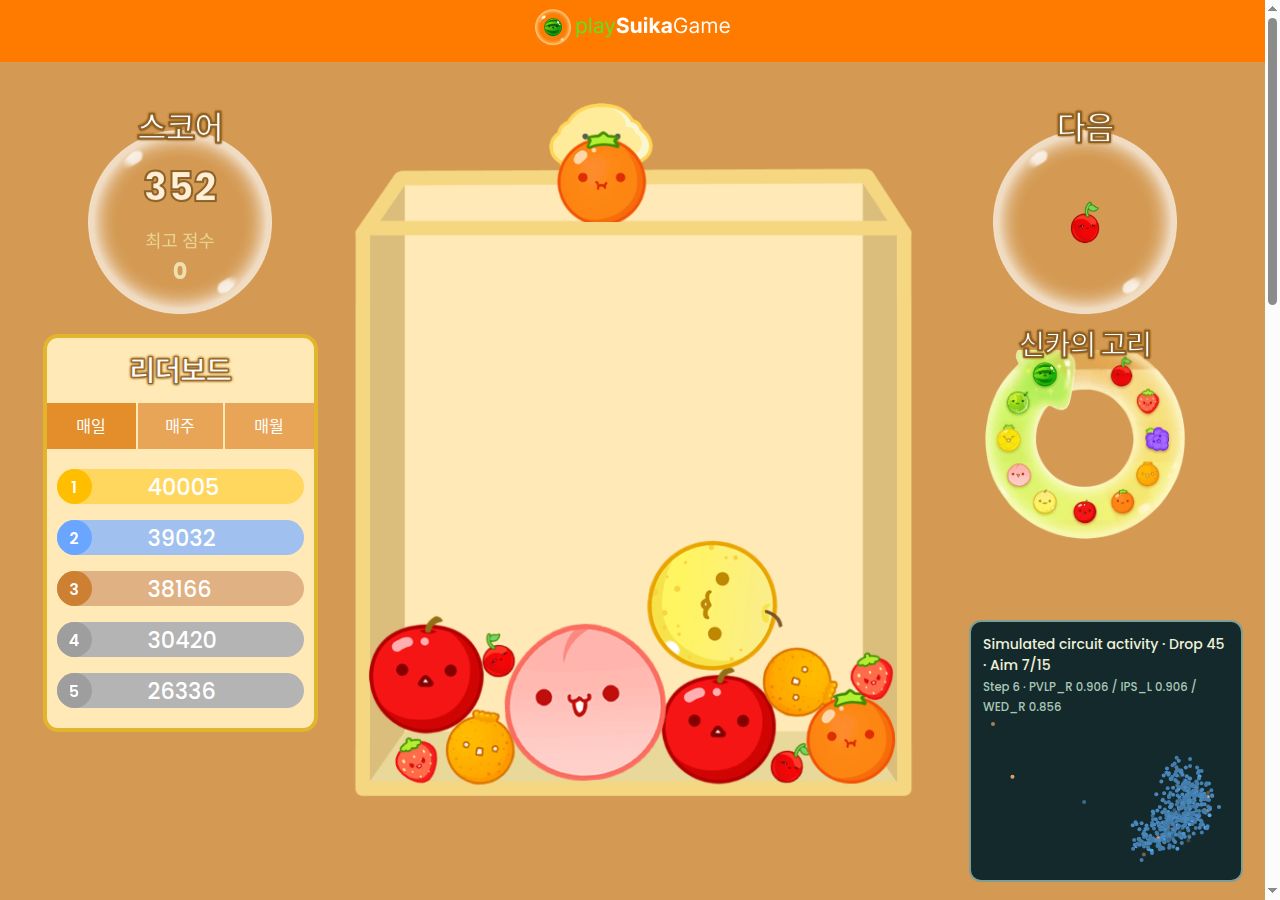 playSuikaGame
스코어
352
최고 점수
0
다음
신카의 고리
리더보드
매일 매주 매월
1 40005
2 39032
3 38166
4 30420
5 26336
Simulated circuit activity · Drop 45
· Aim 7/15
Step 6 · PVLP_R 0.906 / IPS_L 0.906 /
WED_R 0.856